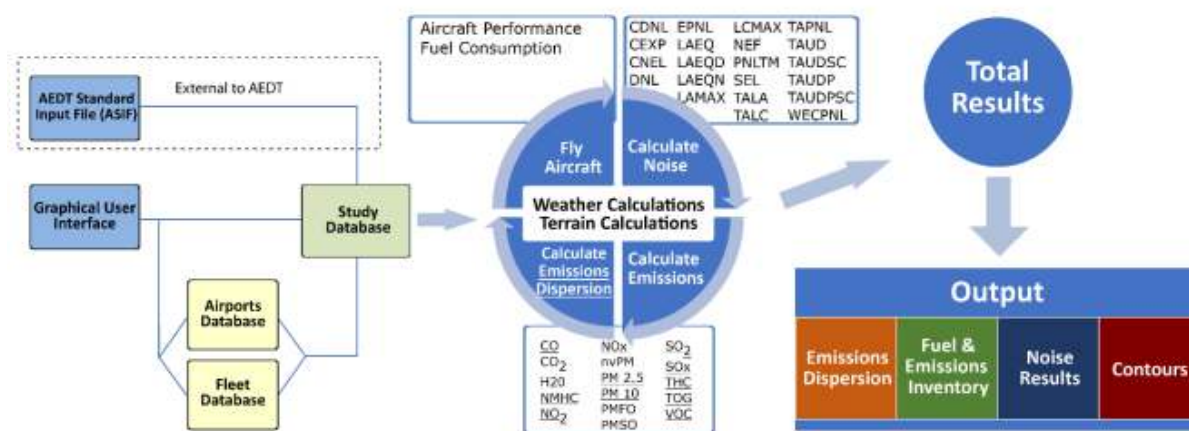 External to AEDT
AEDT Standard
Input File (ASIF)
Graphical User
Interface
Study
Database
Airports
Database
Fleet
Database
Aircraft Performance
Fuel Consumption
CDNL EPNL LCMAX TAPNL
CEXP LAEQ NEF TAUD
CNEL LAEQD PNLTM TAUDSC
DNL LAEQN SEL TAUDP
LAMAX TALA TAUDPSC
TALC WECPNL
Fly
Aircraft
Calculate
Noise
Weather Calculations
Terrain Calculations
Calculate
Emissions
Dispersion
Calculate
Emissions
CO NOx SO2
CO2 nvPM SOx
H20 PM 2.5 THC
NMHC PM 10 TOG
NO2 PMFO VOC
PMSO
Total
Results
Output
Emissions
Dispersion
Fuel &
Emissions
Inventory
Noise
Results
Contours